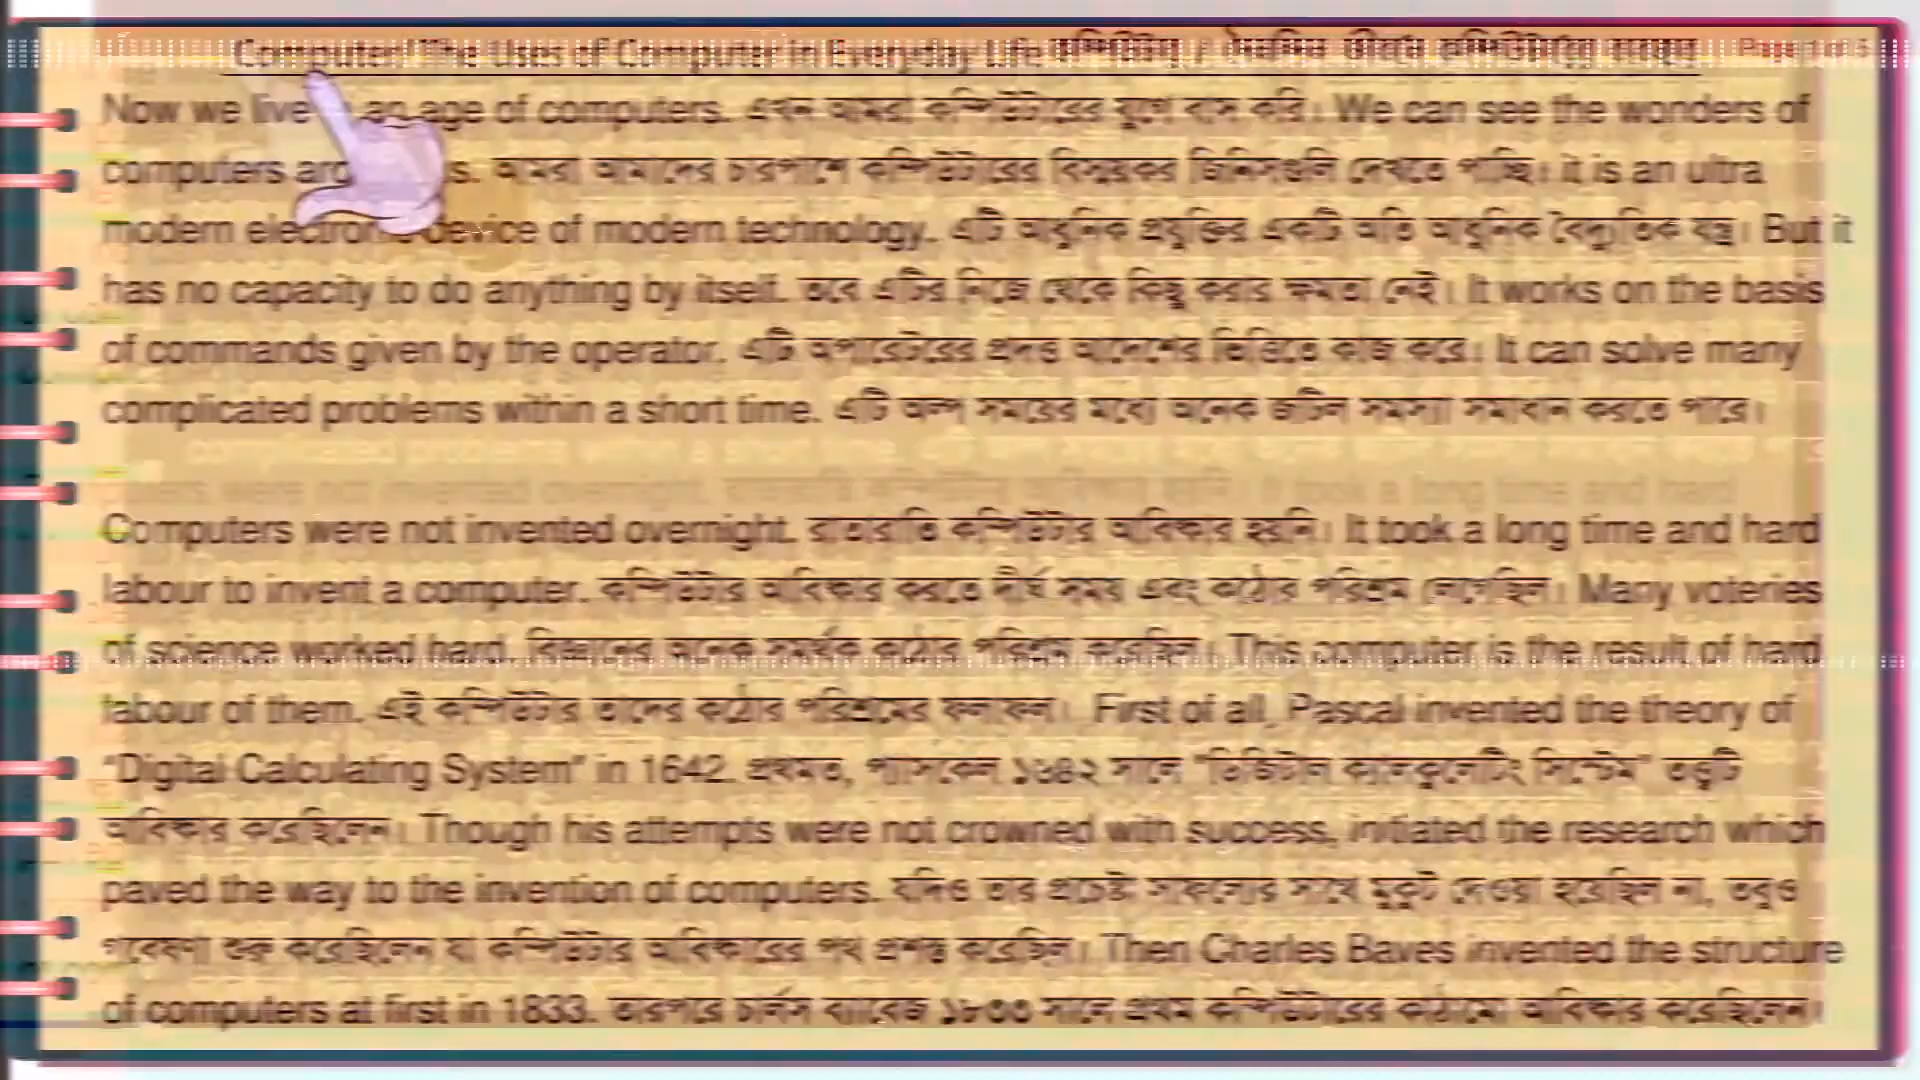 Computer/ The Uses of Computer in Everyday Life কম্পিউটার / দৈনন্দিন জীবনে কম্পিউটারের ব্যবহার Page
Now we live an age of computers. এখন আমরা কম্পিউটারের যুগে বাস করি। We can see the wonders of
computers আমরা আমাদের চারপাশে কম্পিউটারের বিস্ময়কর জিনিসগুলি দেখতে পাচ্ছি। it is an ultra
modern electronic device of modern technology. এটি আধুনিক প্রযুক্তির একটি অতি আধুনিক বৈদ্যুতিক যন্ত্র। But it
has no capacity to do anything by itself. তবে এটির নিজে থেকে কিছু করার ক্ষমতা নেই। It works on the basis
of commands given by the operator. এটি অপারেটরের প্রদত্ত আদেশের ভিত্তিতে কাজ করে। It can solve many
complicated problems within a short time. এটি অল্প সময়ের মধ্যে অনেক জটিল সমস্যা সমাধান করতে পারে।
Computers were not invented overnight. রাতারাতি কম্পিউটার আবিষ্কার হয়নি। It took a long time and hard
labour to invent a computer. কম্পিউটার আবিষ্কার করতে দীর্ঘ সময় এবং কঠোর পরিশ্রম লেগেছিল। Many voteries
of science worked hard. বিজ্ঞানের অনেক সমর্থক কঠোর পরিশ্রম করেছিল। This computer is the result of hard
labour of them. এই কম্পিউটার তাদের কঠোর পরিশ্রমের ফলাফল। First of all, Pascal invented the theory of
"Digital Calculating System" in 1642. প্রথমত, প্যাসকেল ১৬৪২ সালে "ডিজিটাল ক্যালকুলেটিং সিস্টেম" তত্ত্বটি
আবিষ্কার করেছিলেন। Though his attempts were not crowned with success, initiated the research which
paved the way to the invention of computers. যদিও তার প্রচেষ্টা সাফল্যের সাথে মুকুট দেওয়া হয়েছিল না, তবুও
গবেষণা শুরু করেছিলেন যা কম্পিউটার আবিষ্কারের পথ প্রশস্ত করেছিল। Then Charles Baves invented the structure
of computers at first in 1833. তারপরে চার্লস ব্যাবেজ ১৮৩৩ সালে প্রথম কম্পিউটারের কাঠামো আবিষ্কার করেছিলেন।